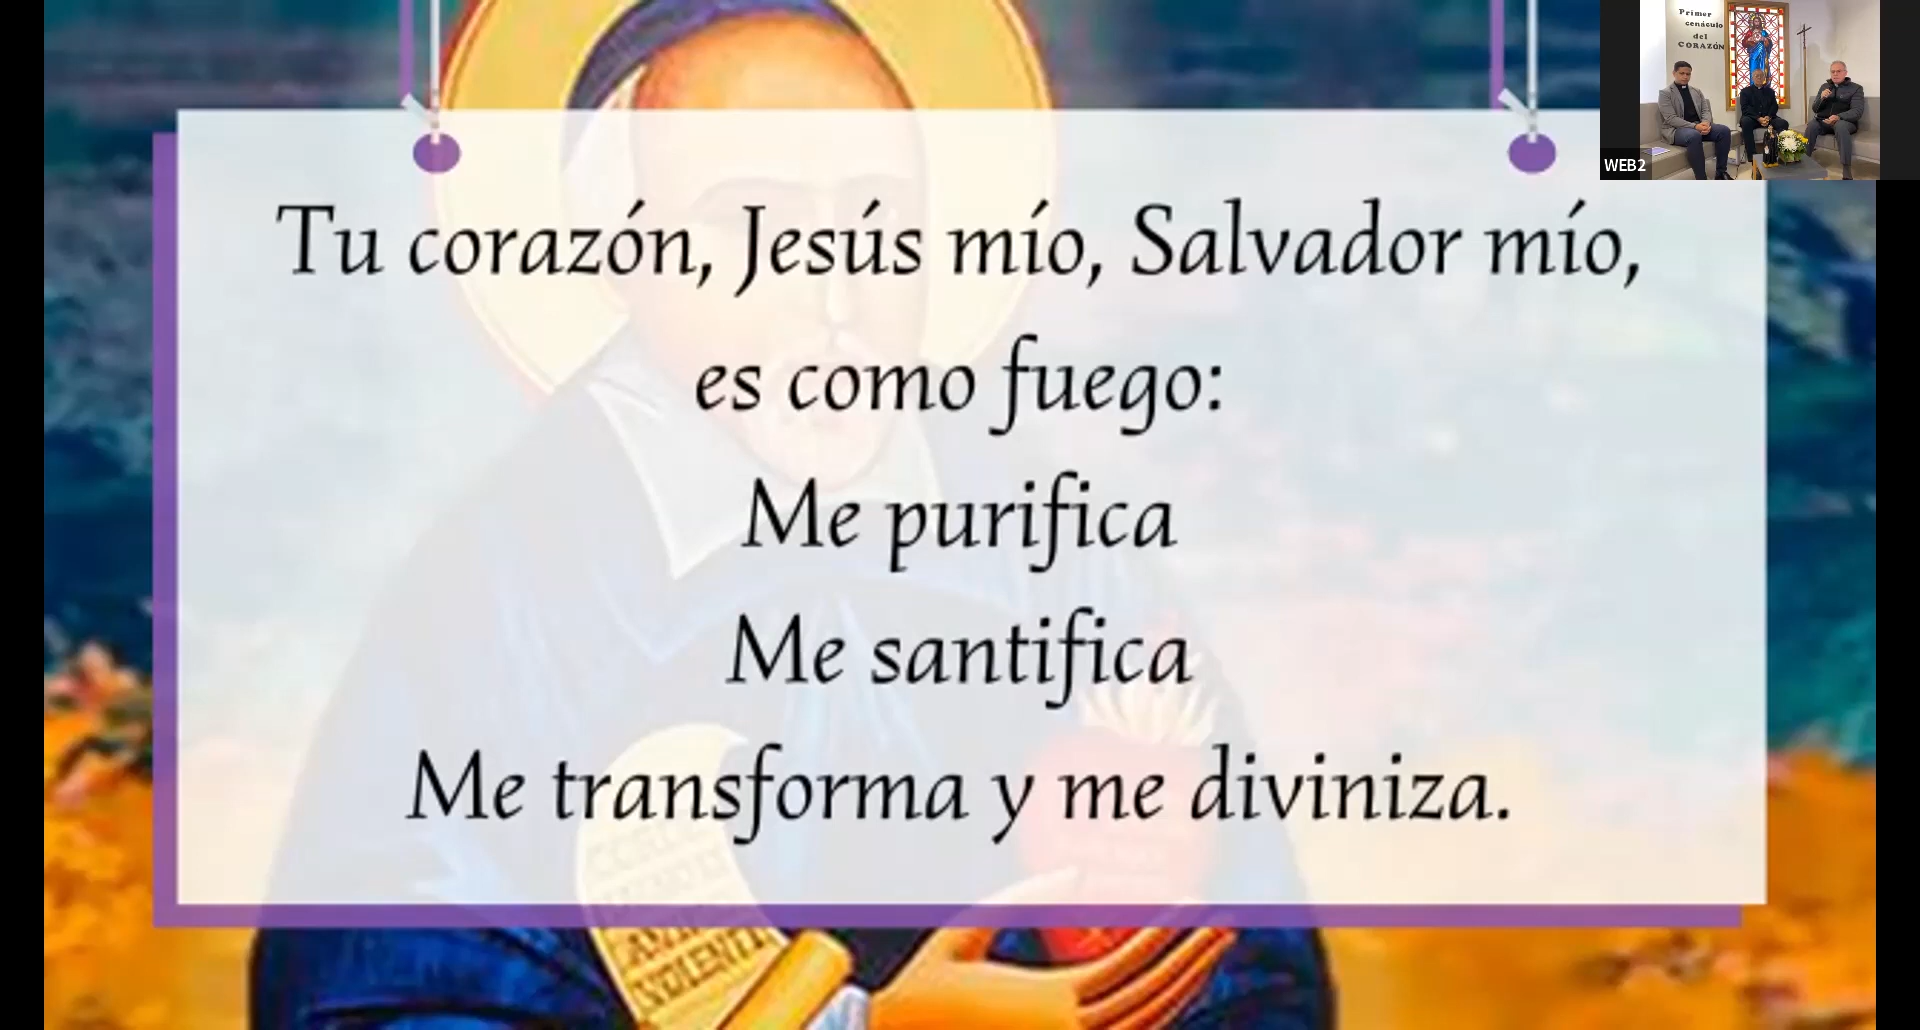 Tu corazón, Jesús mío, Salvador mío,
es como fuego:
Me purifica
Me santifica
Me transforma y me diviniza.
Primer
cenáculo
del
CORAZÓN
WEB2
VOLENTI